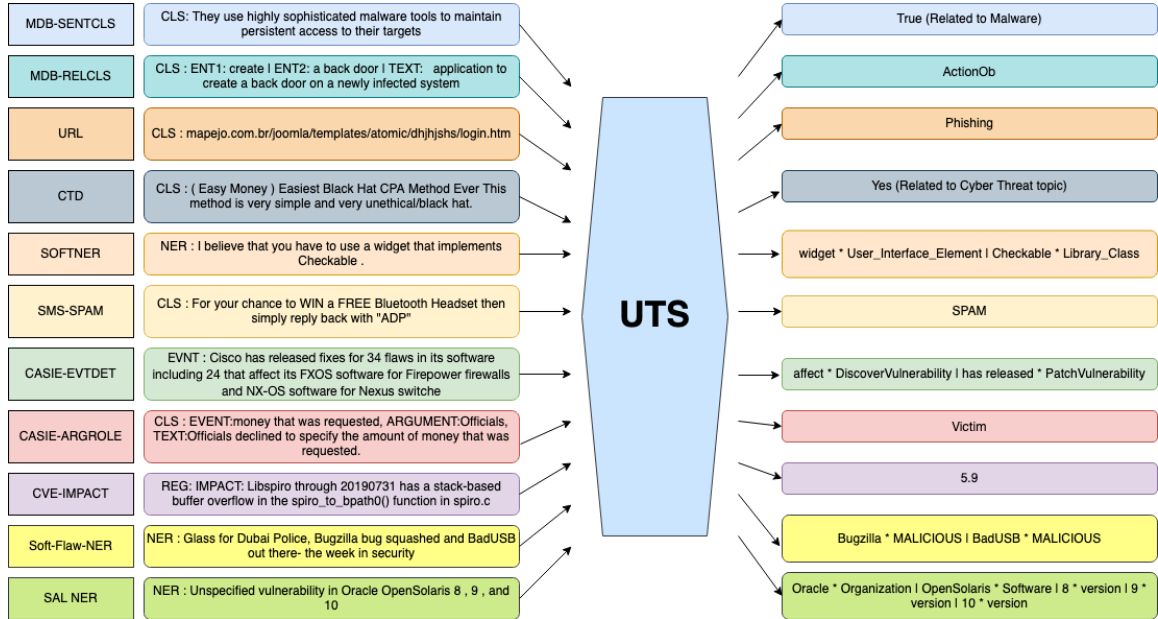 MDB-SENTCLS
CLS: They use highly sophisticated malware tools to maintain
persistent access to their targets
True (Related to Malware)
MDB-RELCLS
CLS : ENT1: create | ENT2: a back door | TEXT: application to
create a back door on a newly infected system
ActionOb
URL
CLS : mapejo.com.br/joomla/templates/atomic/dhjhjshs/login.htm
Phishing
CTD
CLS : ( Easy Money ) Easiest Black Hat CPA Method Ever This
method is very simple and very unethical/black hat.
Yes (Related to Cyber Threat topic)
SOFTNER
NER : I believe that you have to use a widget that implements
Checkable .
widget * User_Interface_Element | Checkable * Library_Class
SMS-SPAM
CLS : For your chance to WIN a FREE Bluetooth Headset then
simply reply back with "ADP"
UTS
SPAM
CASIE-EVTDET
EVNT : Cisco has released fixes for 34 flaws in its software
including 24 that affect its FXOS software for Firepower firewalls
and NX-OS software for Nexus switche
affect * DiscoverVulnerability | has released * PatchVulnerability
CASIE-ARGROLE
CLS : EVENT:money that was requested, ARGUMENT:Officials,
TEXT:Officials declined to specify the amount of money that was
requested.
Victim
CVE-IMPACT
REG: IMPACT: Libspiro through 20190731 has a stack-based
buffer overflow in the spiro_to_bpath0() function in spiro.c
5.9
Soft-Flaw-NER
NER : Glass for Dubai Police, Bugzilla bug squashed and BadUSB
out there- the week in security
Bugzilla * MALICIOUS | BadUSB * MALICIOUS
SAL NER
NER : Unspecified vulnerability in Oracle OpenSolaris 8 , 9 , and
10
Oracle * Organization | OpenSolaris * Software | 8 * version | 9 *
version | 10 * version